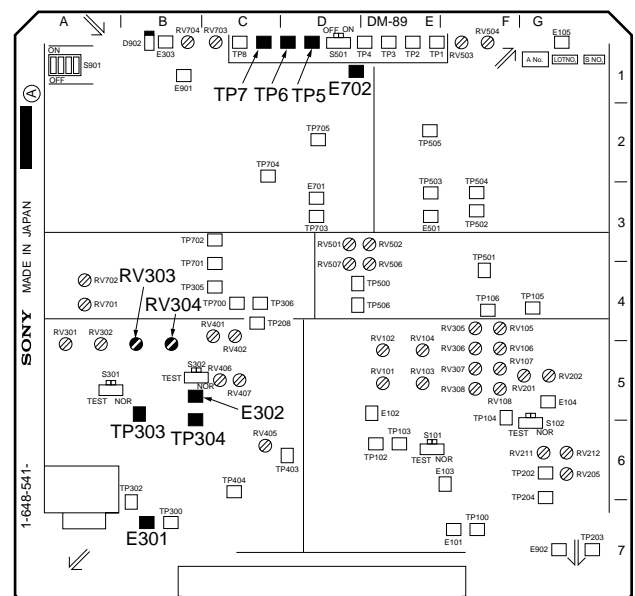 A B C D DM-89 E F G
ON
OFF
S901
D902
E303
RV704
RV703
TP8
OFF ON
S501
TP4
TP3
TP2
TP1
RV503
RV504
E105
A No.
LOTNO.
S NO.
E901
TP7
TP6
TP5
E702
1
A
TP705
TP505
2
TP704
E701
TP503
TP504
TP703
E501
TP502
3
TP702
RV501
RV502
TP701
RV507
RV506
TP501
RV702
TP305
TP500
RV303
RV701
RV304
TP700
TP306
TP506
TP106
TP105
4
TP208
RV301
RV302
RV401
RV402
RV305
RV105
RV102
RV104
RV306
RV106
S301
TEST NOR
S302
TEST
NOR
RV406
RV407
RV101
RV103
RV307
RV107
RV308
RV201
RV202
5
E302
TP303
TP304
E102
RV108
E104
TP104
S102
TEST NOR
RV405
TP403
TP102
TP103
S101
TEST NOR
RV211
RV212
6
E103
TP202
RV205
TP404
TP204
TP302
TP300
E301
E101
TP100
E902
TP203
7
SONY MADE IN JAPAN
1-648-541-